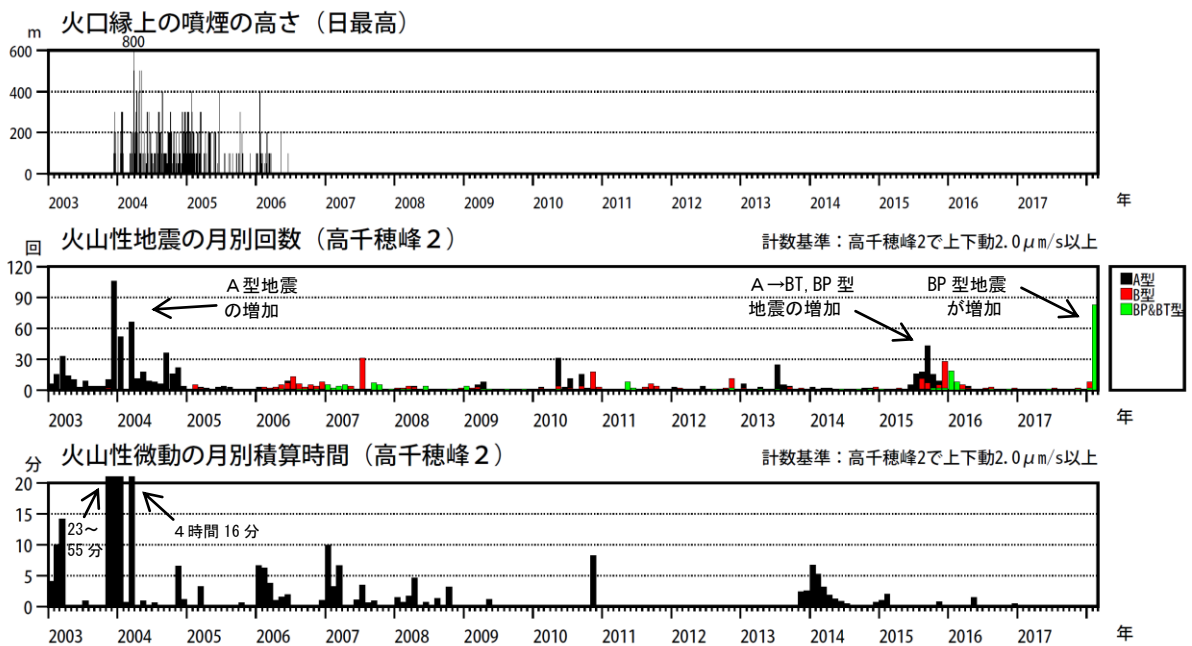 火口縁上の噴煙の高さ（日最高）
m
800
600
400
200
0
2003 2004 2005 2006 2007 2008 2009 2010 2011 2012 2013 2014 2015 2016 2017 年
火山性地震の月別回数（高千穂峰２）
計数基準：高千穂峰2で上下動2.0μm/s以上
回
120
90
60
30
0
Ａ型地震
の増加
A→BT, BP 型
地震の増加
BP 型地震
が増加
A型
B型
BP&BT型
2003 2004 2005 2006 2007 2008 2009 2010 2011 2012 2013 2014 2015 2016 2017 年
火山性微動の月別積算時間（高千穂峰２）
計数基準：高千穂峰2で上下動2.0μm/s以上
分
20
15
10
5
0
23～
55 分
４時間 16 分
2003 2004 2005 2006 2007 2008 2009 2010 2011 2012 2013 2014 2015 2016 2017 年